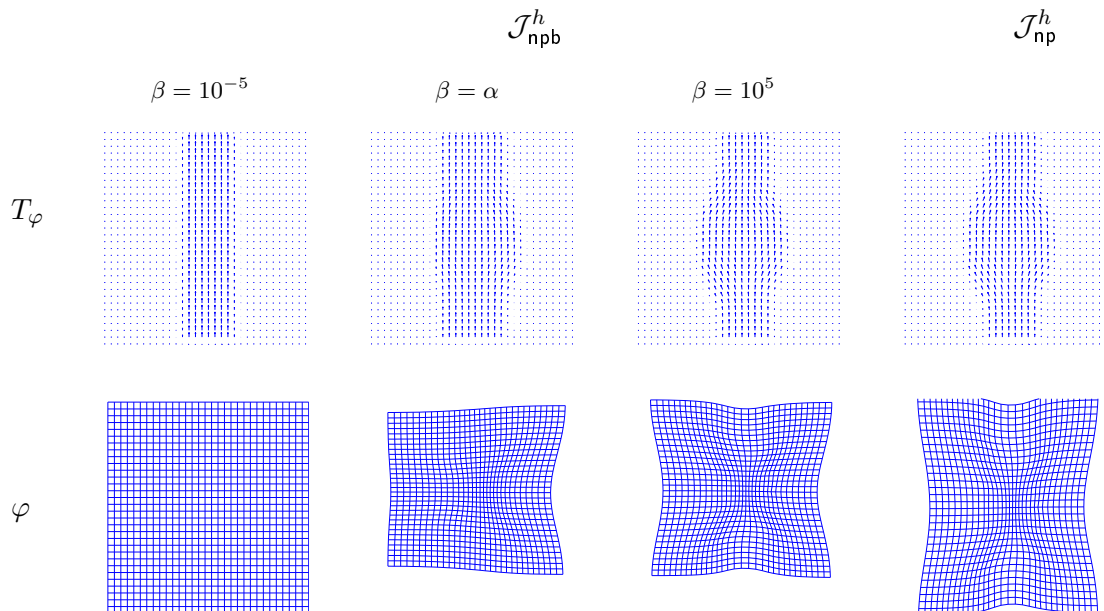 𝒥^h_npb 𝒥^h_np
β = 10^−5 β = α β = 10^5
T_φ
φ